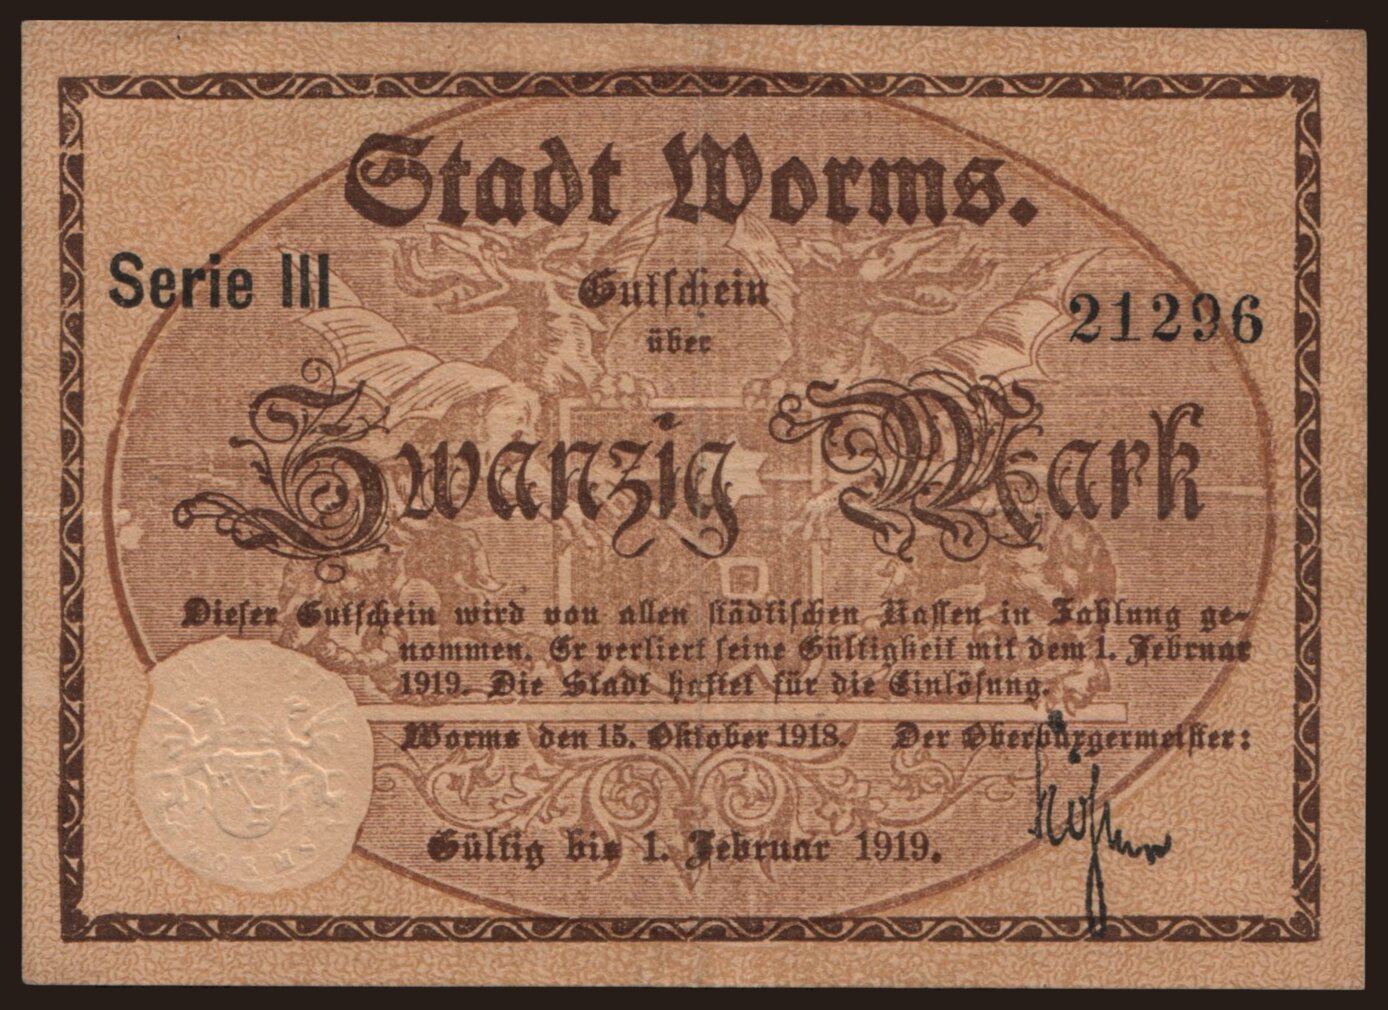 Stadt Worms.
Serie III
Gutschein
21296
über
Zwanzig Mark
Dieser Gutschein wird von allen städtischen Kassen in Zahlung ge-
nommen. Er verliert seine Gültigkeit mit dem 1. Februar
1919. Die Stadt haftet für die Einlösung.
Worms den 15. Oktober 1918. Der Oberbürgermeister:
Gültig bis 1. Februar 1919.
WORMS